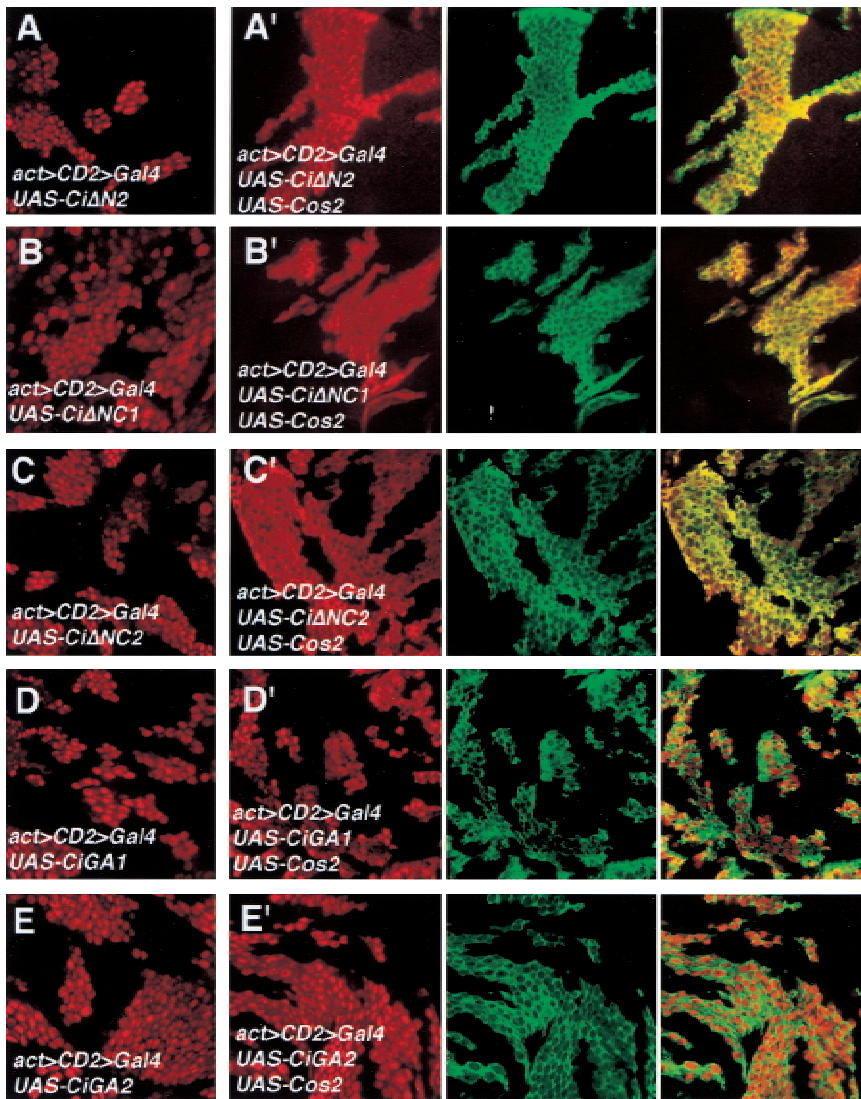 A
act>CD2>Gal4
UAS-CiΔN2
A'
act>CD2>Gal4
UAS-CiΔN2
UAS-Cos2
B
act>CD2>Gal4
UAS-CiΔNC1
B'
act>CD2>Gal4
UAS-CiΔNC1
UAS-Cos2
C
act>CD2>Gal4
UAS-CiΔNC2
C'
act>CD2>Gal4
UAS-CiΔNC2
UAS-Cos2
D
act>CD2>Gal4
UAS-CiGA1
D'
act>CD2>Gal4
UAS-CiGA1
UAS-Cos2
E
act>CD2>Gal4
UAS-CiGA2
E'
act>CD2>Gal4
UAS-CiGA2
UAS-Cos2